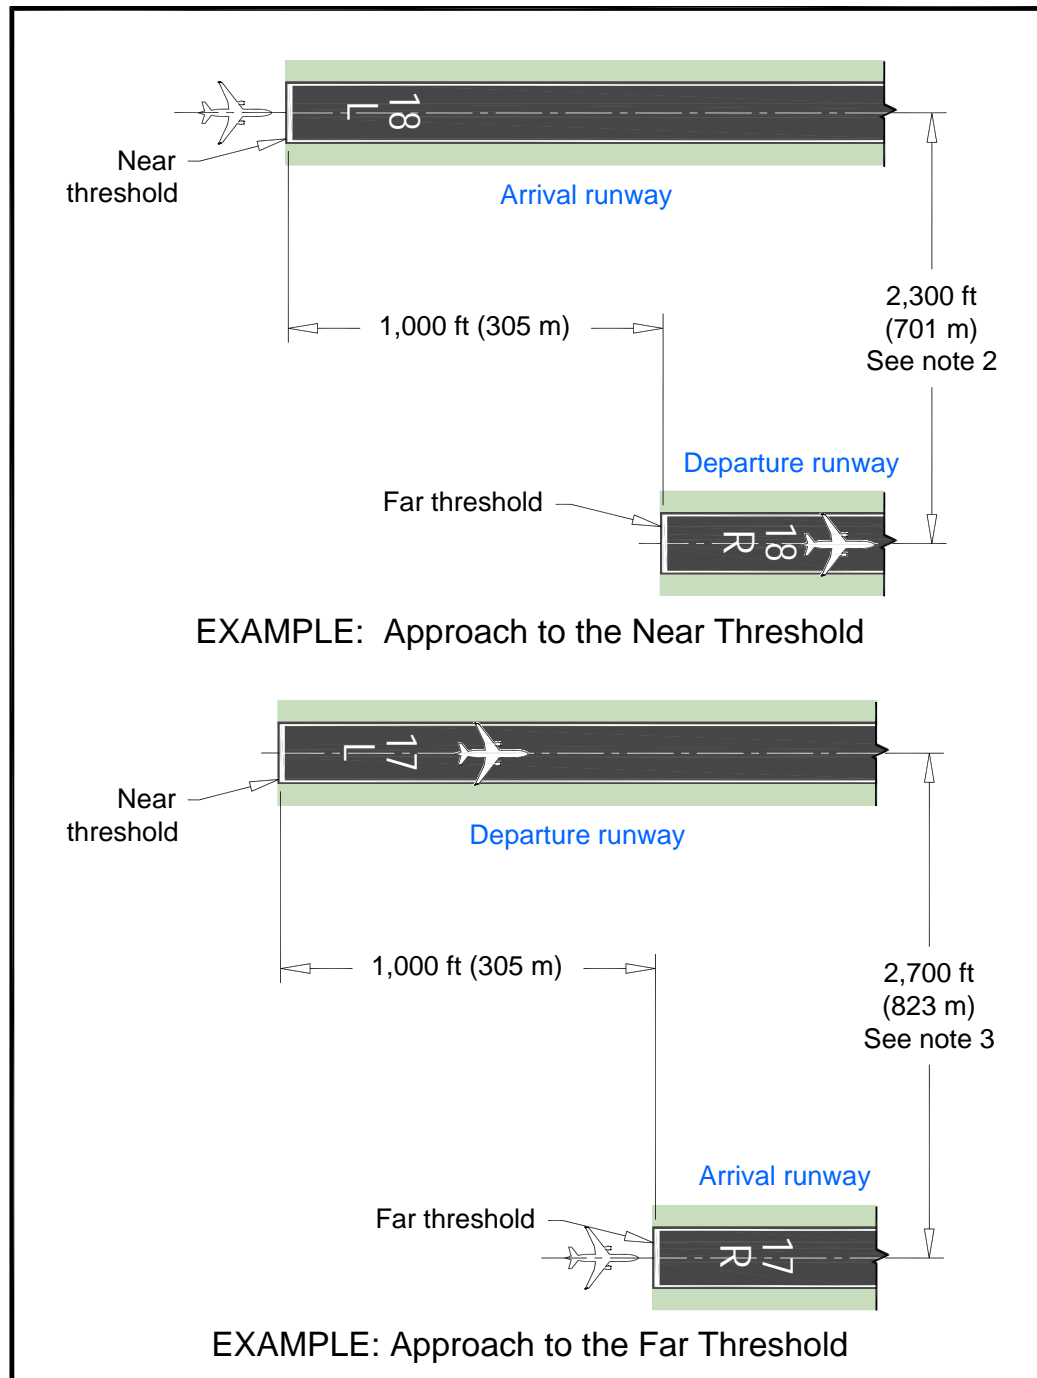 18
L
Near
threshold
Arrival runway
1,000 ft (305 m)
2,300 ft
(701 m)
See note 2
Departure runway
Far threshold
18
R
EXAMPLE: Approach to the Near Threshold
17
L
Near
threshold
Departure runway
1,000 ft (305 m)
2,700 ft
(823 m)
See note 3
Arrival runway
Far threshold
17
R
EXAMPLE: Approach to the Far Threshold